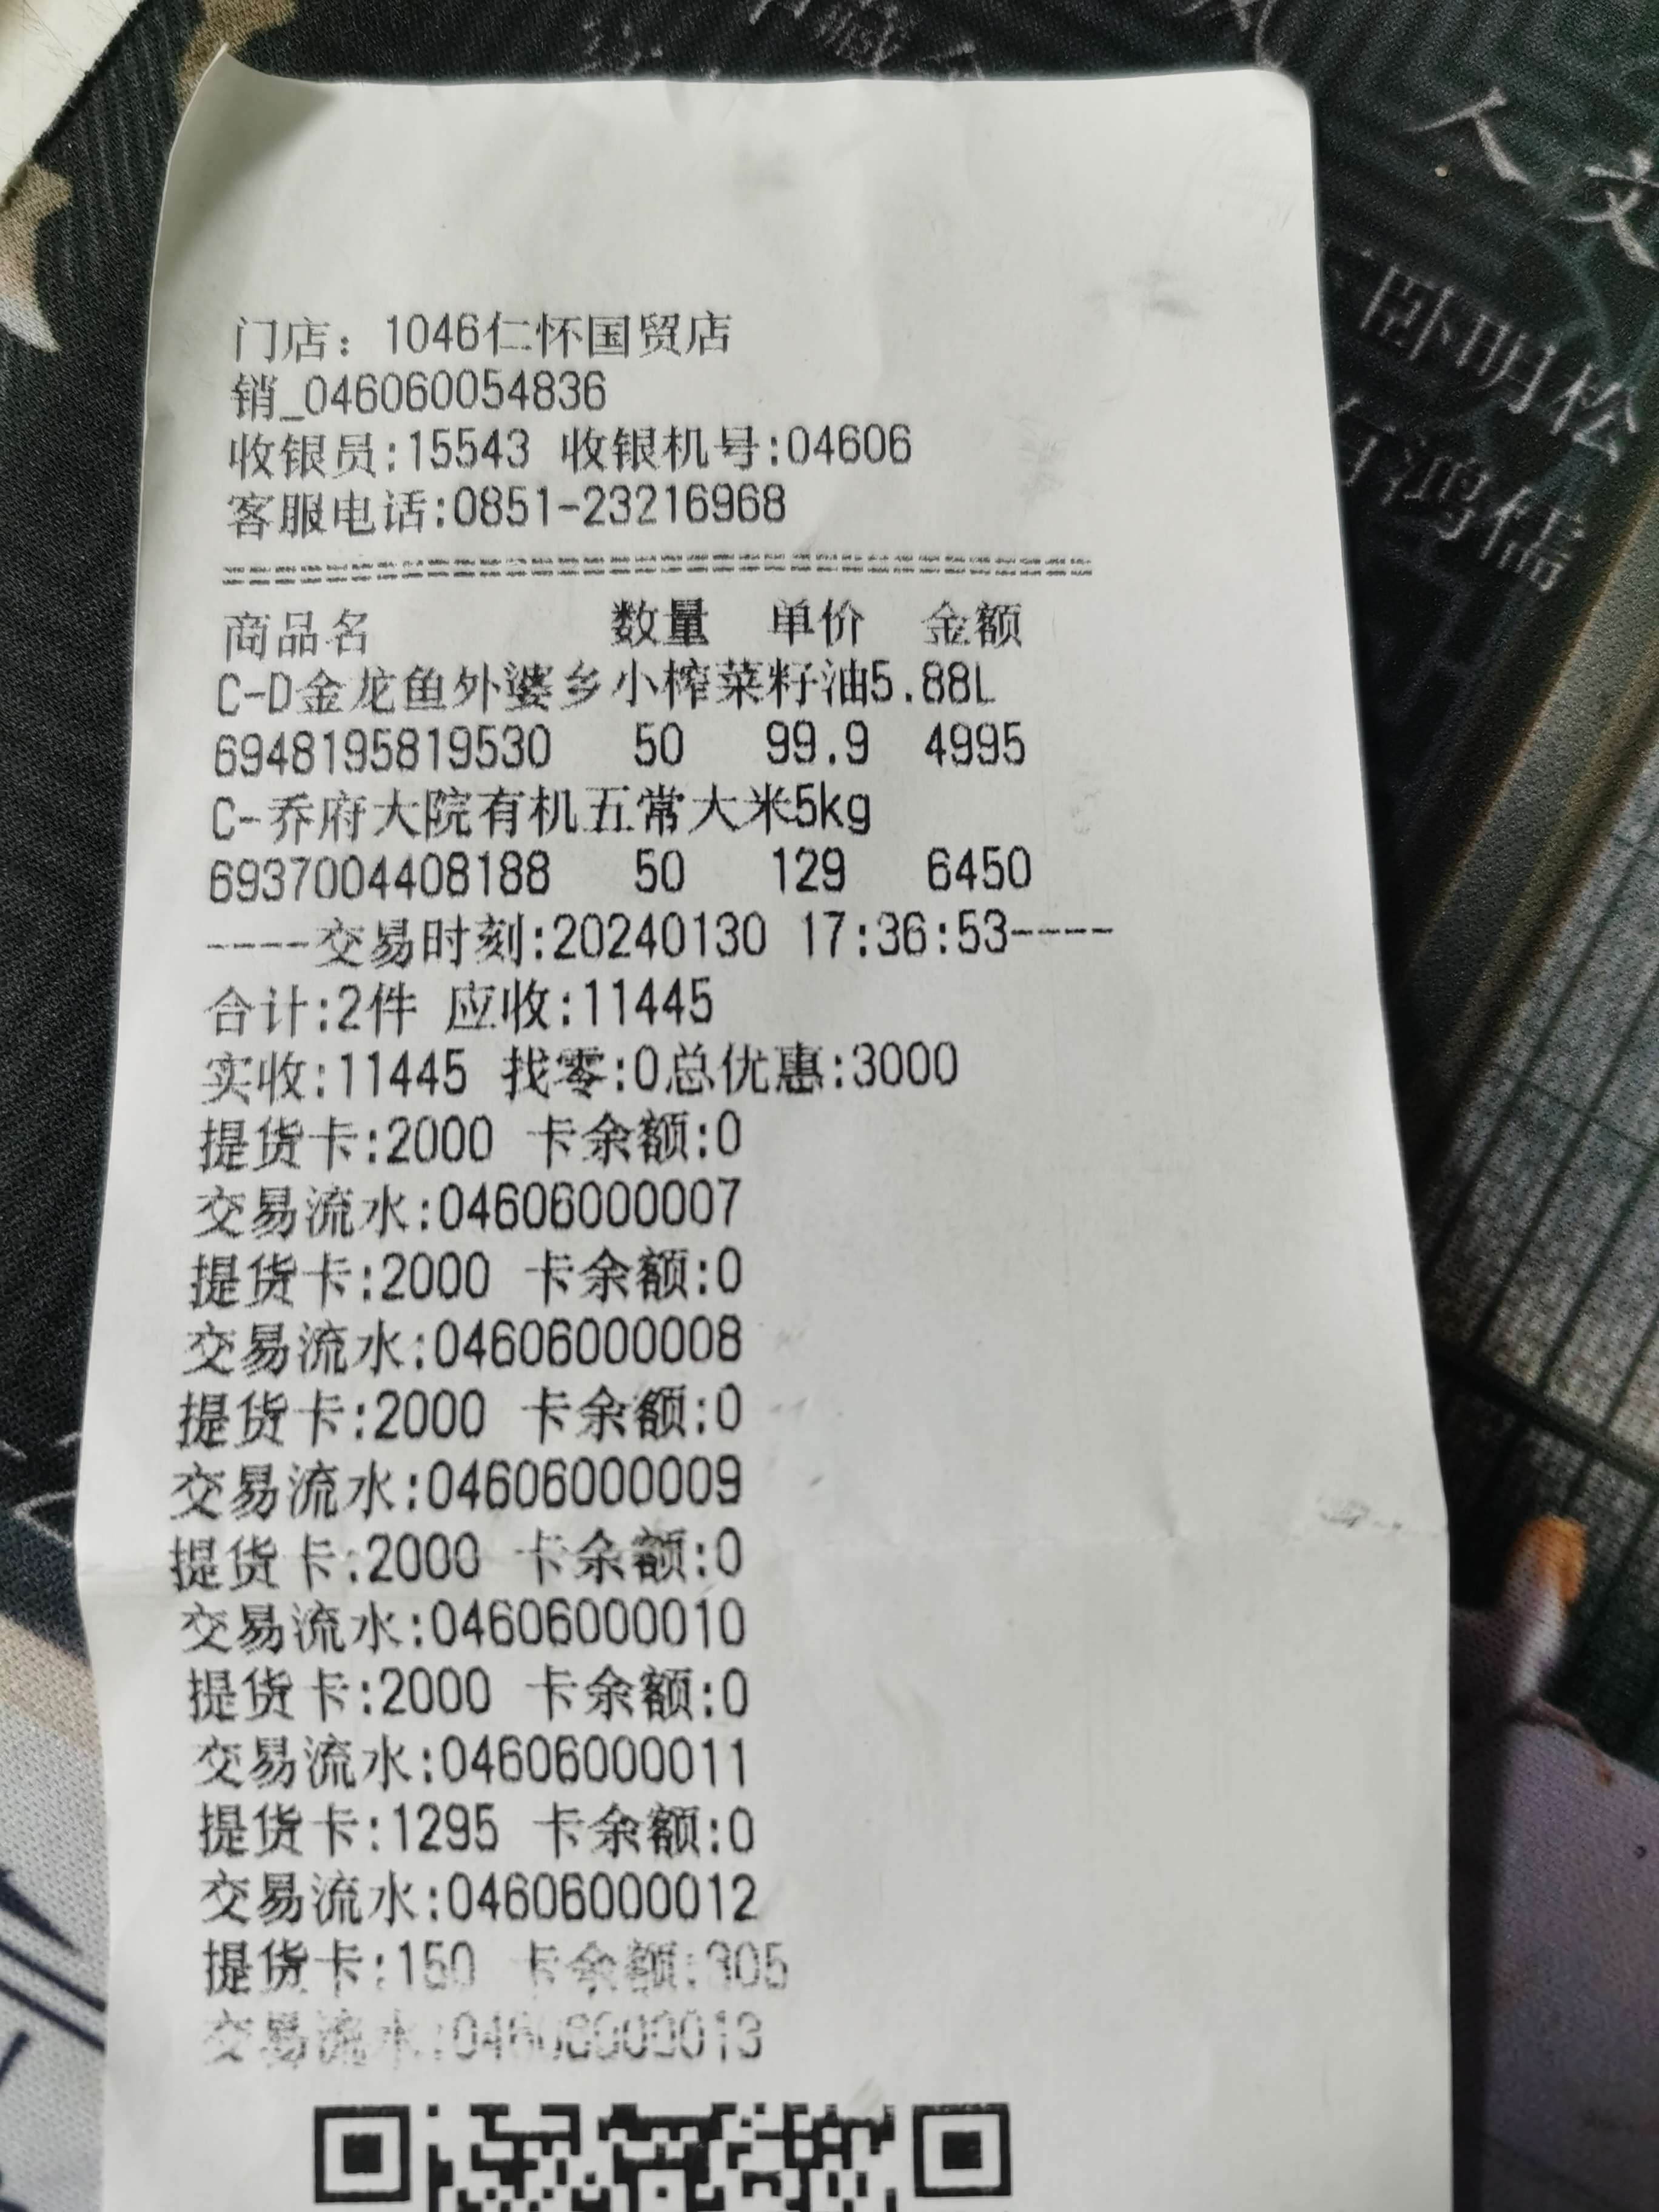 门店：1046仁怀国贸店
销_046060054836
收银员:15543 收银机号:04606
客服电话:0851-23216968
================================
商品名 数量 单价 金额
C-D金龙鱼外婆乡小榨菜籽油5.88L
6948195819530 50 99.9 4995
C-乔府大院有机五常大米5kg
6937004408188 50 129 6450
----交易时刻:20240130 17:36:53----
合计:2件 应收:11445
实收:11445 找零:0总优惠:3000
提货卡:2000 卡余额:0
交易流水:04606000007
提货卡:2000 卡余额:0
交易流水:04606000008
提货卡:2000 卡余额:0
交易流水:04606000009
提货卡:2000 卡余额:0
交易流水:04606000010
提货卡:2000 卡余额:0
交易流水:04606000011
提货卡:1295 卡余额:0
交易流水:04606000012
提货卡:150 卡余额:305
交易流水:04606000013
人文
卧明松
鸿儒